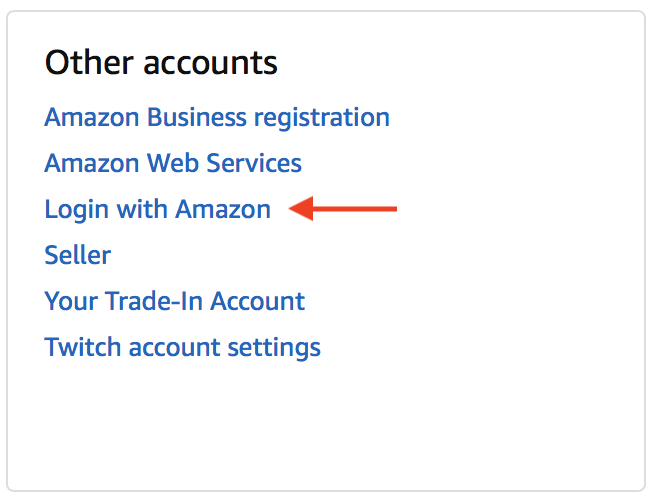 Other accounts
Amazon Business registration
Amazon Web Services
Login with Amazon
Seller
Your Trade-In Account
Twitch account settings